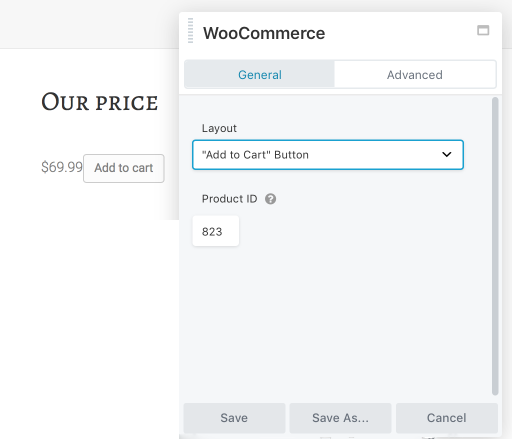 WooCommerce
General Advanced
Our price
Layout
"Add to Cart" Button
$69.99 Add to cart
Product ID ?
823
Save Save As... Cancel